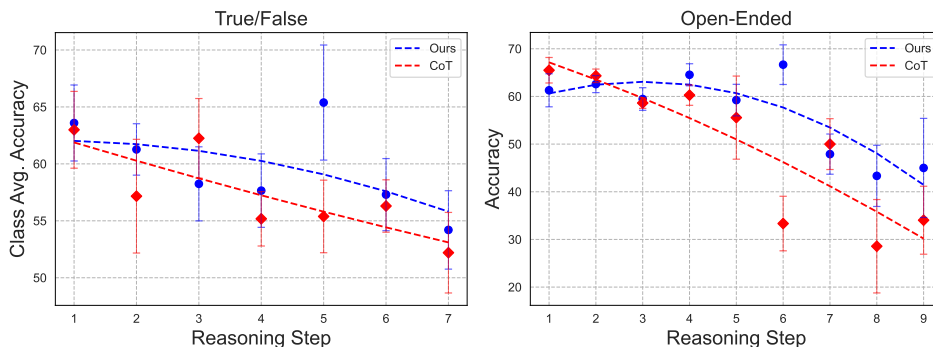 True/False
Class Avg. Accuracy
70
65
60
55
50
Ours
CoT
1 2 3 4 5 6 7
Reasoning Step
Open-Ended
Accuracy
70
60
50
40
30
20
Ours
CoT
1 2 3 4 5 6 7 8 9
Reasoning Step